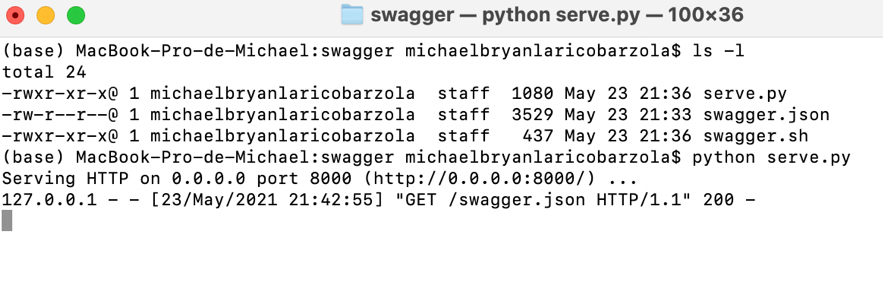 swagger — python serve.py — 100×36
(base) MacBook-Pro-de-Michael:swagger michaelbryanlaricobarzola$ ls -l
total 24
-rwxr-xr-x@ 1 michaelbryanlaricobarzola  staff  1080 May 23 21:36 serve.py
-rw-r--r--@ 1 michaelbryanlaricobarzola  staff  3529 May 23 21:33 swagger.json
-rwxr-xr-x@ 1 michaelbryanlaricobarzola  staff   437 May 23 21:36 swagger.sh
(base) MacBook-Pro-de-Michael:swagger michaelbryanlaricobarzola$ python serve.py
Serving HTTP on 0.0.0.0 port 8000 (http://0.0.0.0:8000/) ...
127.0.0.1 - - [23/May/2021 21:42:55] "GET /swagger.json HTTP/1.1" 200 -